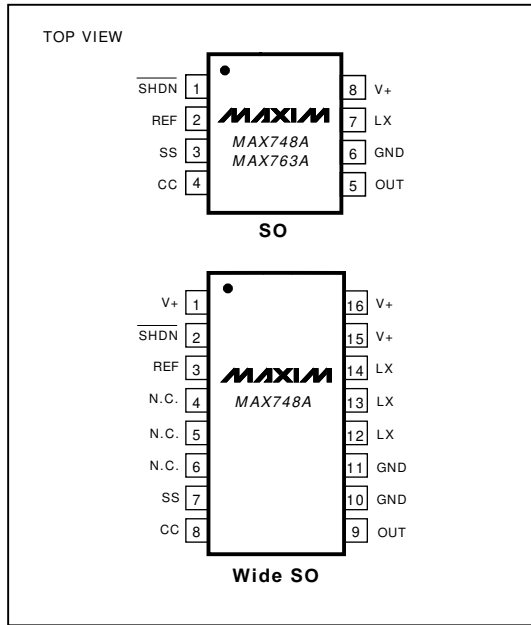 TOP VIEW
SHDN 1 8 V+
REF 2 MAXIM 7 LX
SS 3 MAX748A 6 GND
MAX763A
CC 4 5 OUT
SO
V+ 1 16 V+
SHDN 2 15 V+
REF 3 MAXIM 14 LX
N.C. 4 MAX748A 13 LX
N.C. 5 12 LX
N.C. 6 11 GND
SS 7 10 GND
CC 8 9 OUT
Wide SO